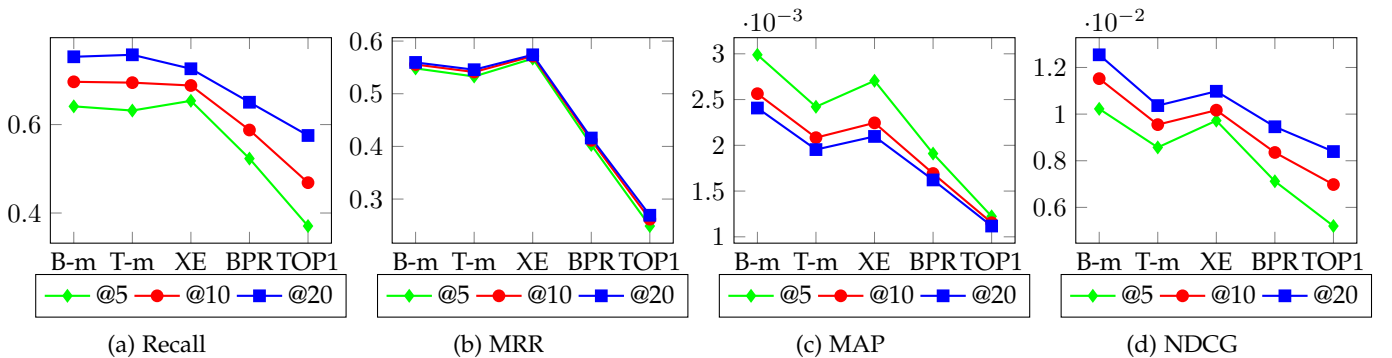 0.6
0.4
B-m T-m XE BPR TOP1
@5 @10 @20
(a) Recall
0.6
0.5
0.4
0.3
B-m T-m XE BPR TOP1
@5 @10 @20
(b) MRR
·10⁻³
3
2.5
2
1.5
1
B-m T-m XE BPR TOP1
@5 @10 @20
(c) MAP
·10⁻²
1.2
1
0.8
0.6
B-m T-m XE BPR TOP1
@5 @10 @20
(d) NDCG